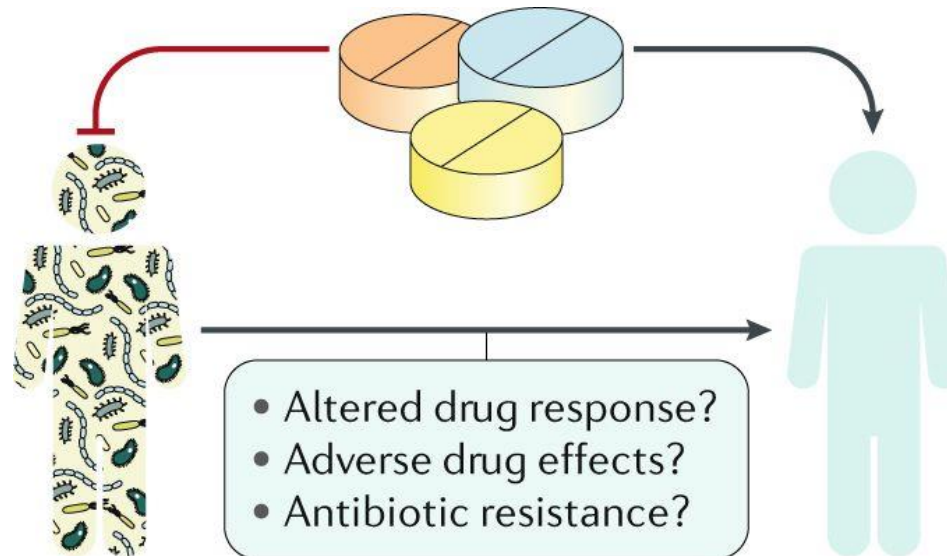 • Altered drug response?
• Adverse drug effects?
• Antibiotic resistance?